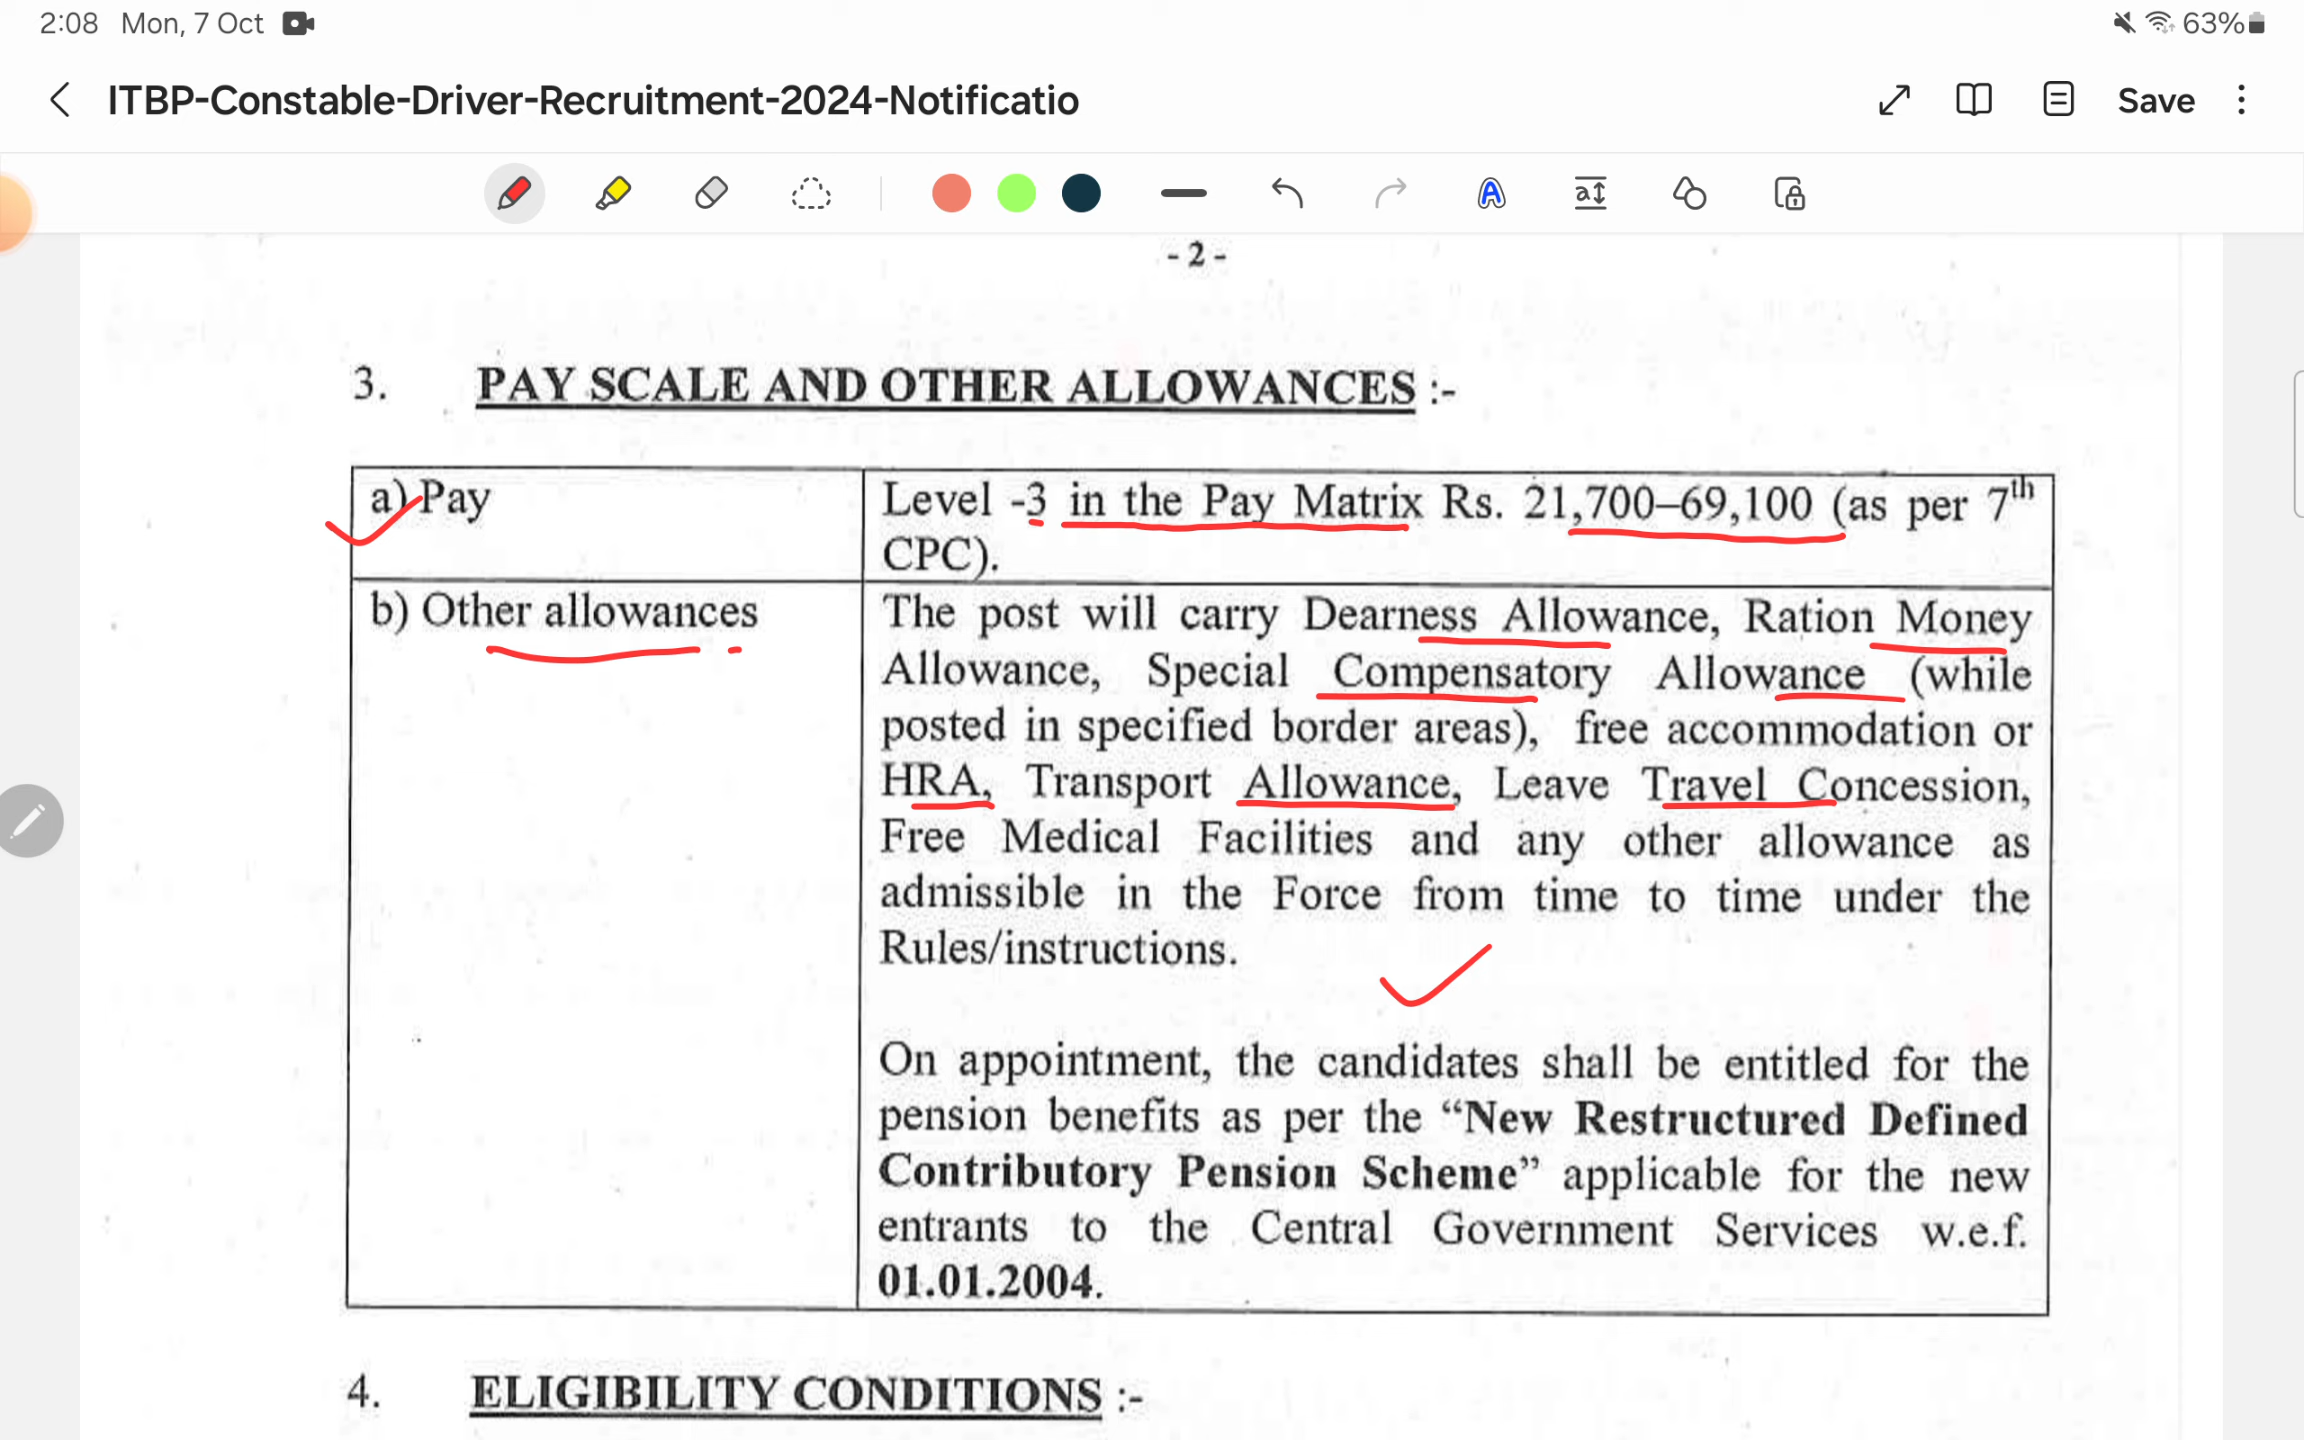 2:08 Mon, 7 Oct 63%
ITBP-Constable-Driver-Recruitment-2024-Notificatio Save
A a
- 2 -
3. PAY SCALE AND OTHER ALLOWANCES :-
a) Pay
Level -3 in the Pay Matrix Rs. 21,700–69,100 (as per 7th
CPC).
b) Other allowances
The post will carry Dearness Allowance, Ration Money
Allowance, Special Compensatory Allowance (while
posted in specified border areas), free accommodation or
HRA, Transport Allowance, Leave Travel Concession,
Free Medical Facilities and any other allowance as
admissible in the Force from time to time under the
Rules/instructions.
On appointment, the candidates shall be entitled for the
pension benefits as per the “New Restructured Defined
Contributory Pension Scheme” applicable for the new
entrants to the Central Government Services w.e.f.
01.01.2004.
4. ELIGIBILITY CONDITIONS :-